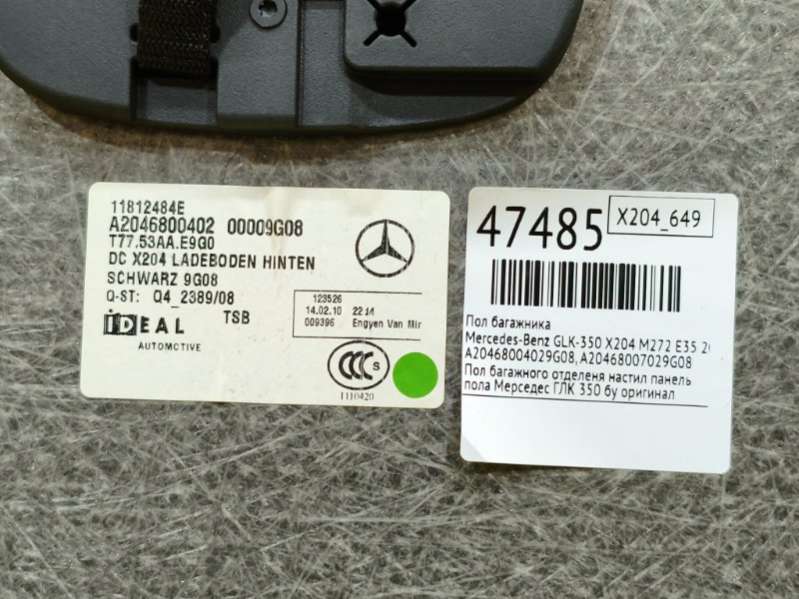 11812484E
A2046800402 00009G08
T77.53AA.E9G0
DC X204 LADEBODEN HINTEN
SCHWARZ 9G08
Q-ST: Q4_2389/08
TSB
IDEAL
AUTOMOTIVE
123526
14.02.10 22:14
009396 Engyen Van Mir
CCC S
1110420
47485
X204_649
Пол багажника
Mercedes-Benz GLK-350 X204 M272 E35
A20468004029G08, A20468007029G08
Пол багажного отделеня настил панель
пола Мерседес ГЛК 350 бу оригинал